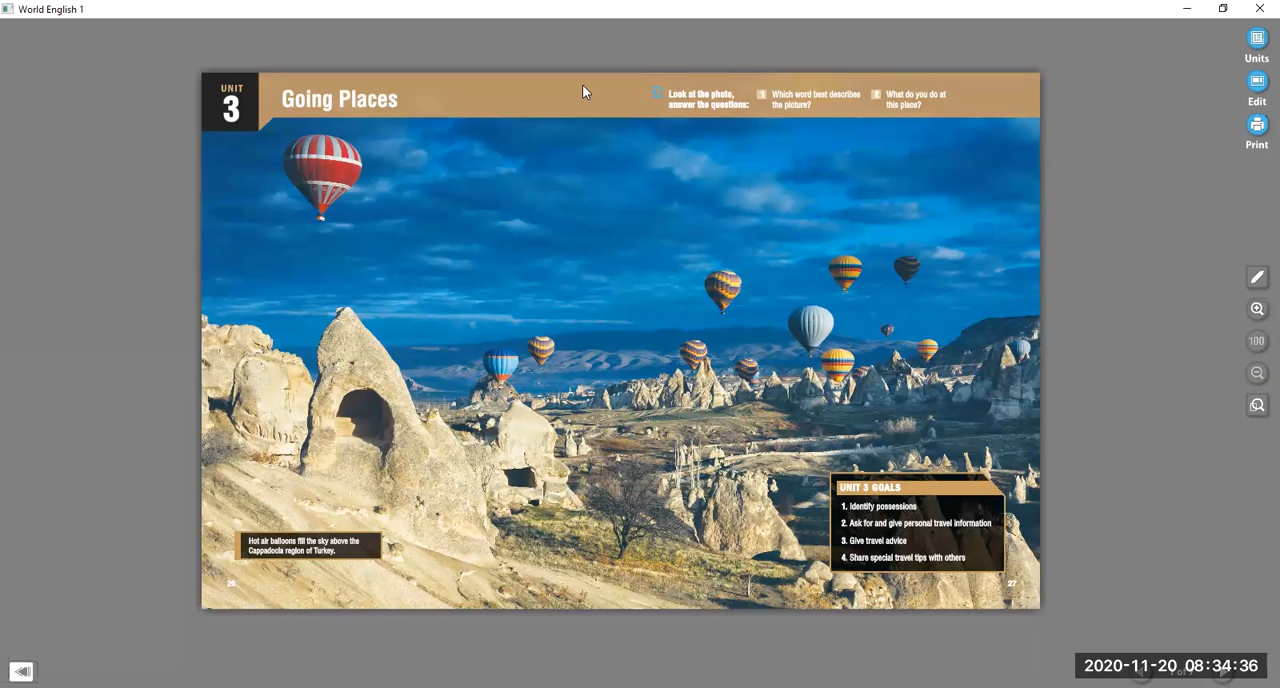 World English 1
Units
Edit
Print
100
UNIT
3
Going Places
Look at the photo,
answer the questions:
1 Which word best describes
the picture?
2 What do you do at
this place?
UNIT 3 GOALS
1. Identify possessions
2. Ask for and give personal travel information
3. Give travel advice
4. Share special travel tips with others
Hot air balloons fill the sky above the
Cappadocia region of Turkey.
26
27
2020-11-20 08:34:36